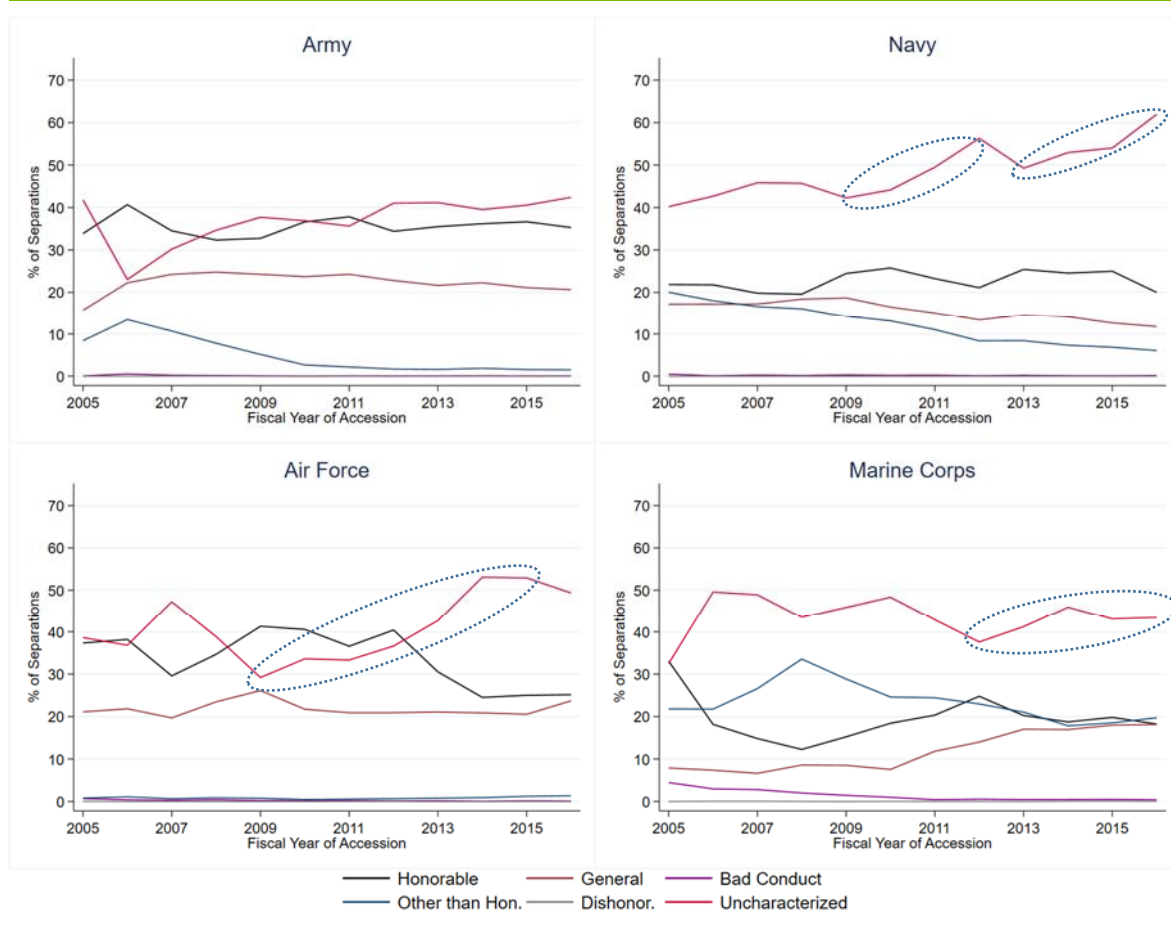 Army
70
60
50
40
30
20
10
0
% of Separations
2005 2007 2009 2011 2013 2015
Fiscal Year of Accession
Navy
70
60
50
40
30
20
10
0
% of Separations
2005 2007 2009 2011 2013 2015
Fiscal Year of Accession
Air Force
70
60
50
40
30
20
10
0
% of Separations
2005 2007 2009 2011 2013 2015
Fiscal Year of Accession
Marine Corps
70
60
50
40
30
20
10
0
% of Separations
2005 2007 2009 2011 2013 2015
Fiscal Year of Accession
Honorable General Bad Conduct
Other than Hon. Dishonor. Uncharacterized